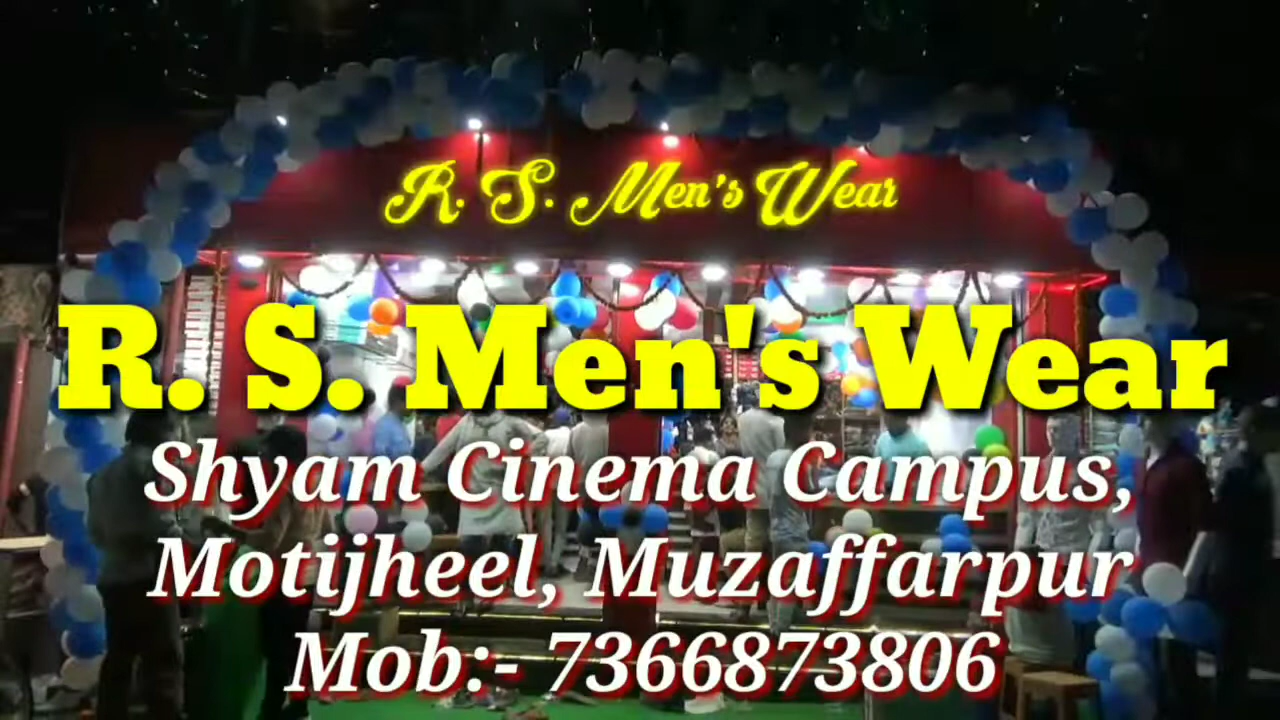 R. S. Men's Wear
R. S. Men's Wear
Shyam Cinema Campus,
Motijheel, Muzaffarpur
Mob:- 7366873806